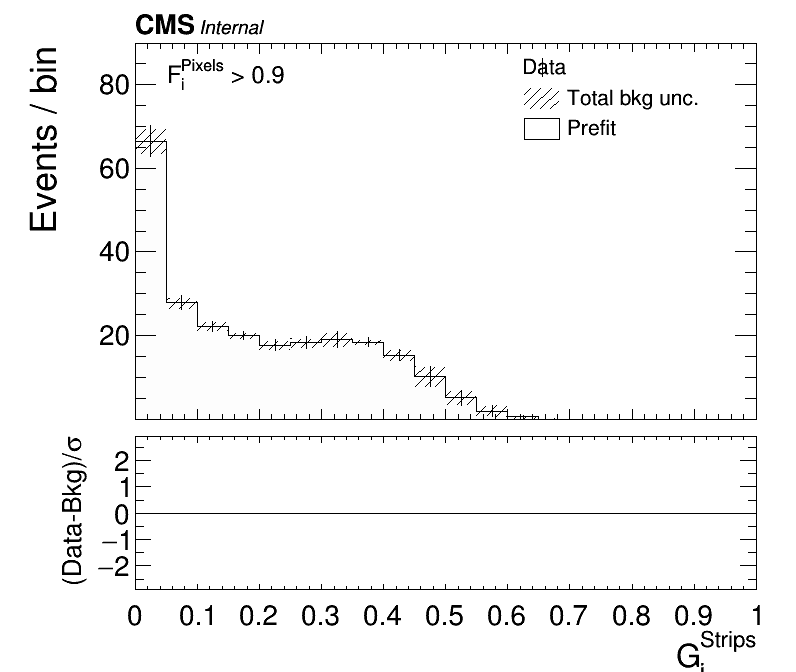 CMS Internal
F_i^Pixels > 0.9
Data
Total bkg unc.
Prefit
Events / bin
80
60
40
20
(Data-Bkg)/σ
2
1
0
−1
−2
0 0.1 0.2 0.3 0.4 0.5 0.6 0.7 0.8 0.9 1
G_i^Strips